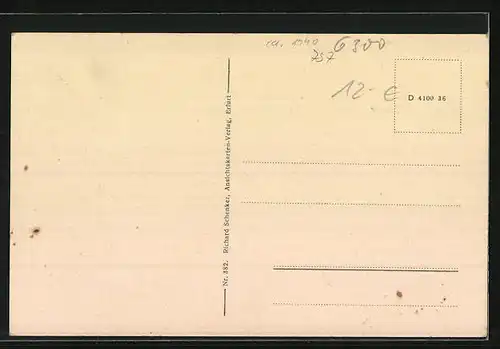 ca. 1940 6300
737
12.- €
D 4100 36
Nr. 882. Richard Schenker, Ansichtskarten-Verlag, Erfurt